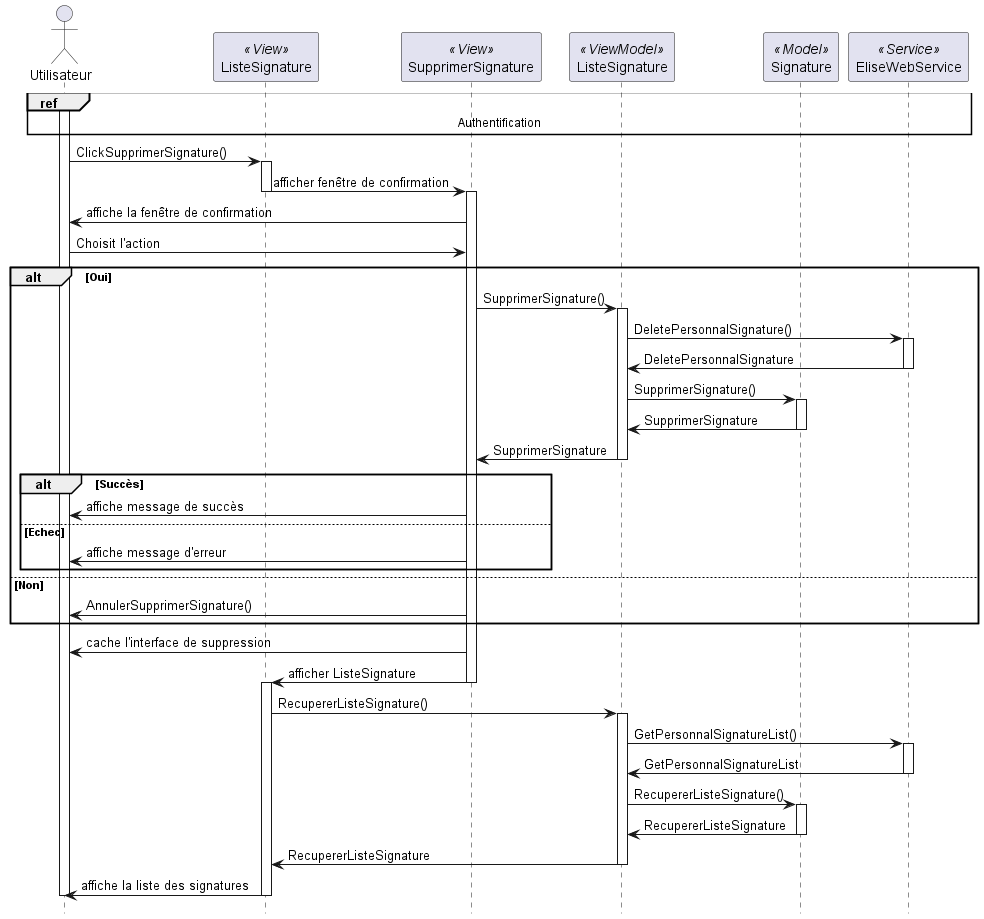 «View»
«View»
«ViewModel»
«Model»
«Service»
Utilisateur
ListeSignature
SupprimerSignature
ListeSignature
Signature
EliseWebService
ref
Authentification
ClickSupprimerSignature()
afficher fenêtre de confirmation
affiche la fenêtre de confirmation
Choisit l'action
alt
[Oui]
SupprimerSignature()
DeletePersonnalSignature()
DeletePersonnalSignature
SupprimerSignature()
SupprimerSignature
SupprimerSignature
alt
[Succès]
affiche message de succès
[Echec]
affiche message d'erreur
[Non]
AnnulerSupprimerSignature()
cache l'interface de suppression
afficher ListeSignature
RecupererListeSignature()
GetPersonnalSignatureList()
GetPersonnalSignatureList
RecupererListeSignature()
RecupererListeSignature
RecupererListeSignature
affiche la liste des signatures